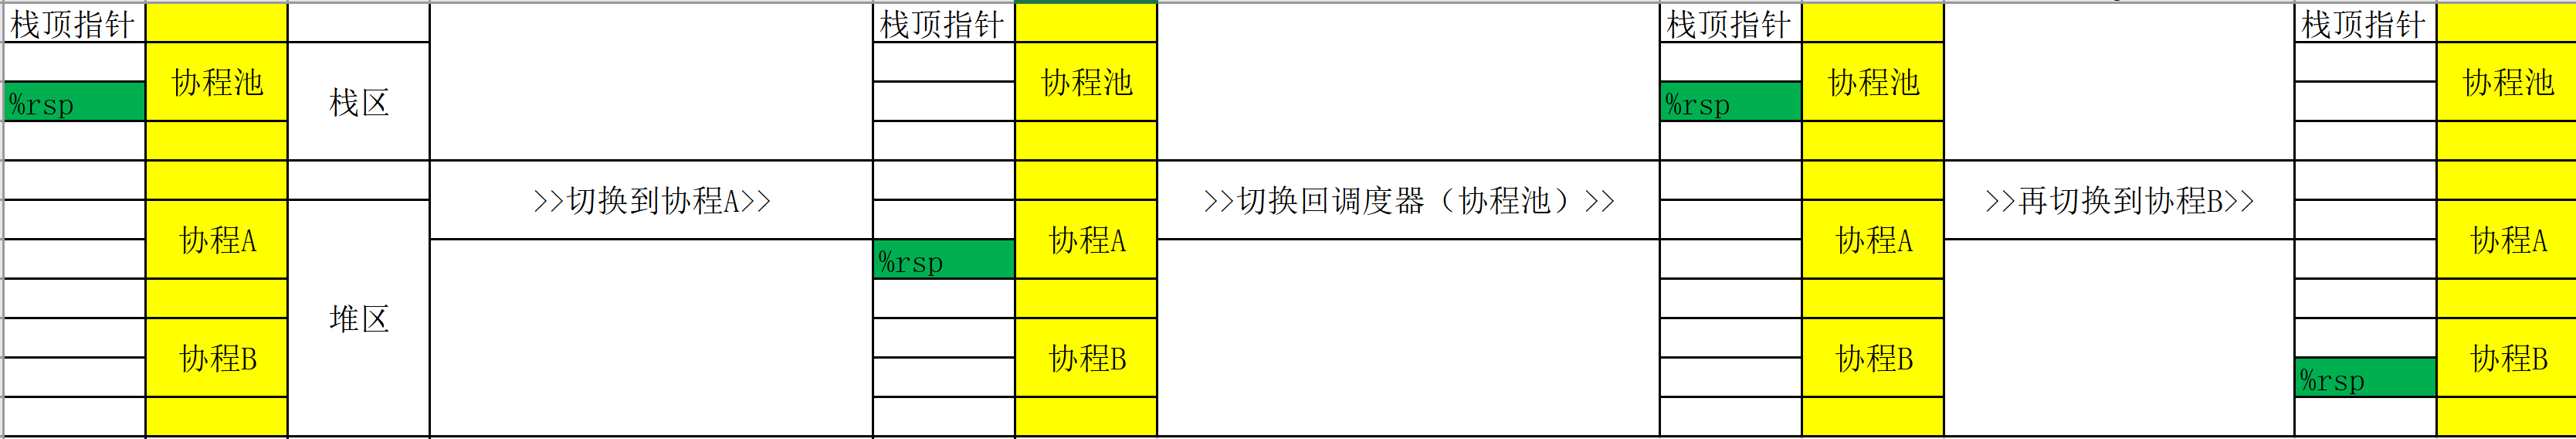 栈顶指针
栈顶指针
栈顶指针
栈顶指针
协程池
协程池
协程池
协程池
%rsp
栈区
%rsp
>>切换到协程A>>
>>切换回调度器（协程池）>>
>>再切换到协程B>>
协程A
协程A
协程A
协程A
%rsp
堆区
协程B
协程B
协程B
协程B
%rsp